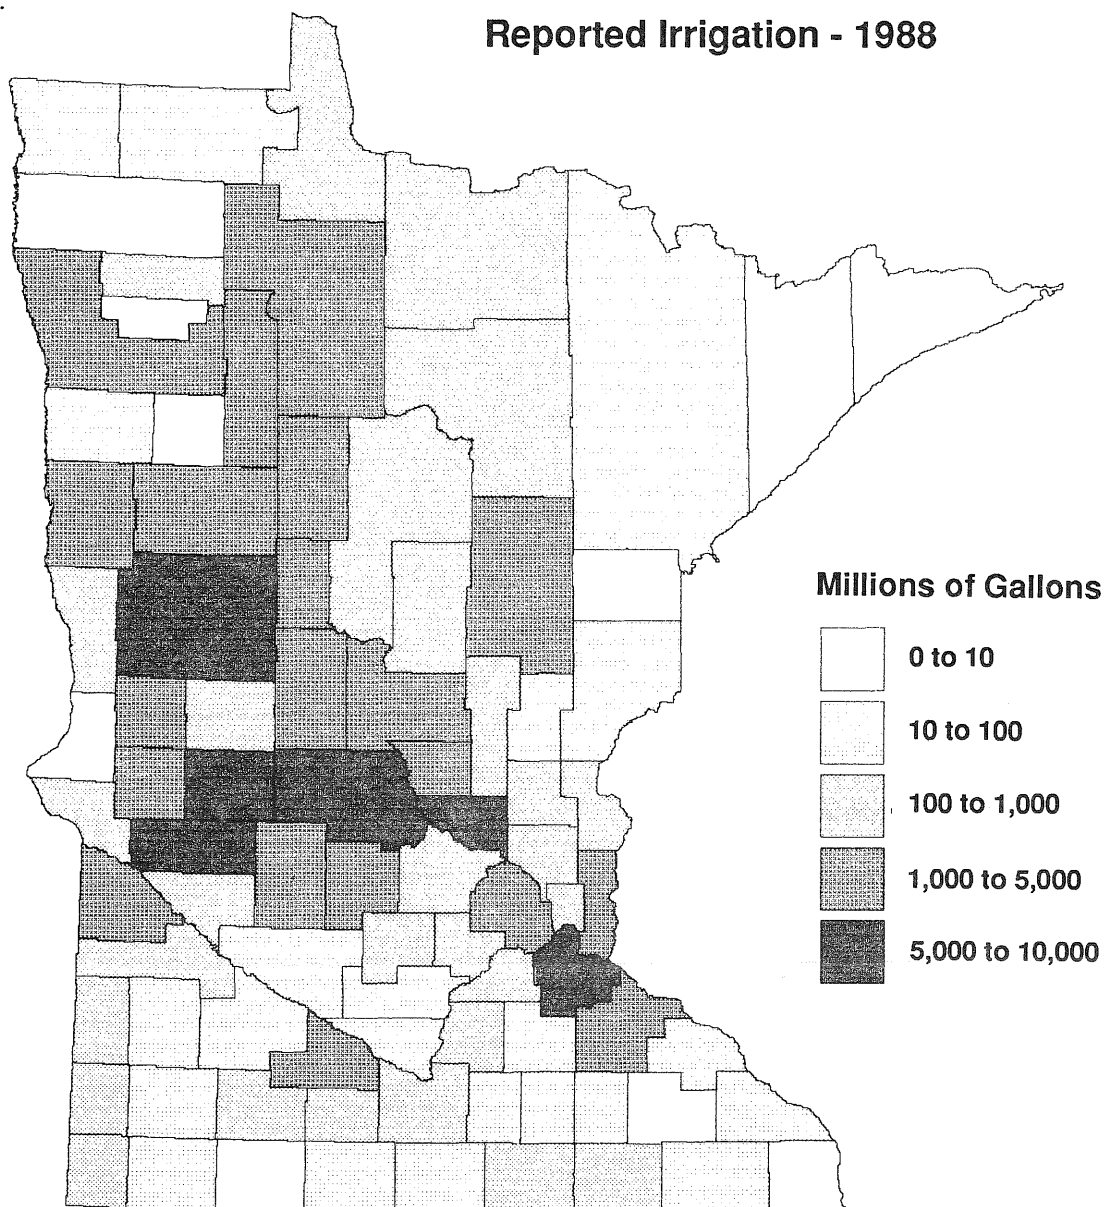 Reported Irrigation - 1988
Millions of Gallons
0 to 10
10 to 100
100 to 1,000
1,000 to 5,000
5,000 to 10,000